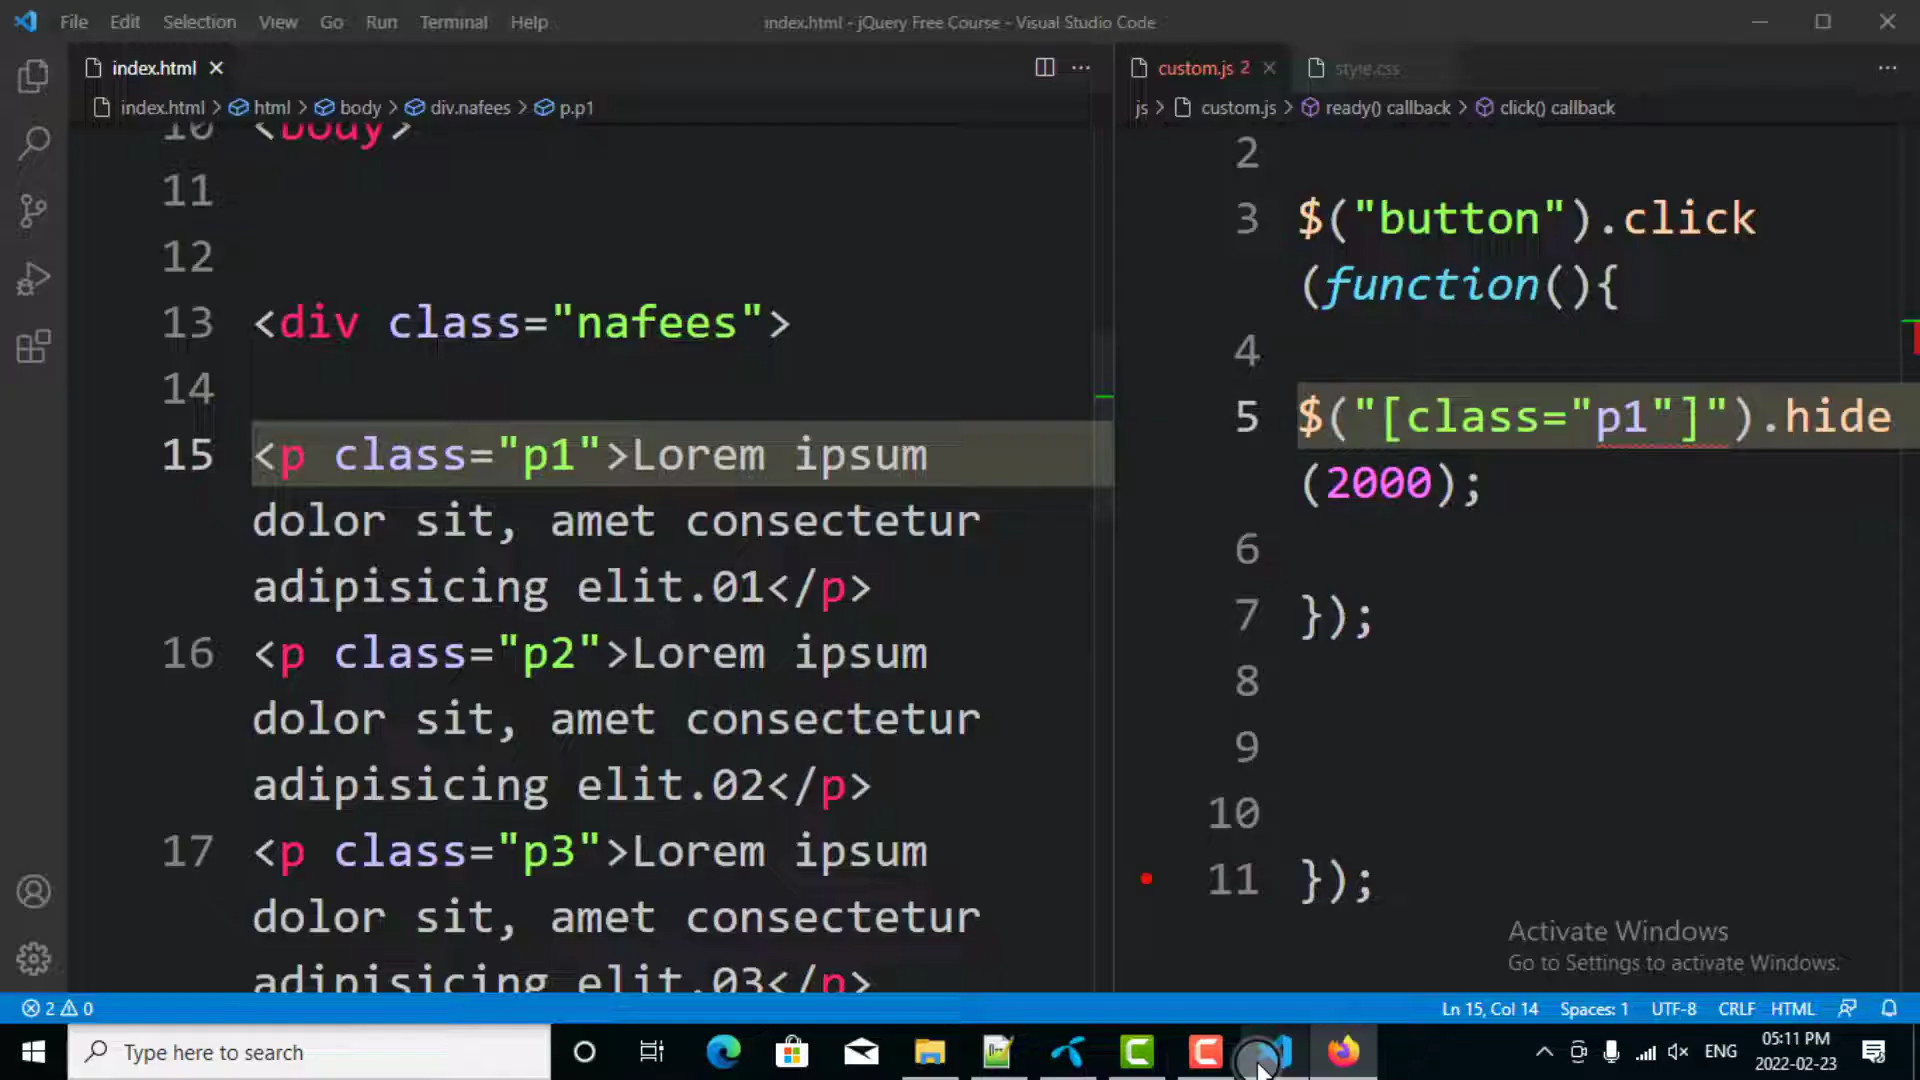 File Edit Selection View Go Run Terminal Help
index.html - jQuery Free Course - Visual Studio Code
index.html
custom.js 2
style.css
index.html > html > body > div.nafees > p.p1
js > custom.js > ready() callback > click() callback
10 <body>
11
12
13 <div class="nafees">
14
15 <p class="p1">Lorem ipsum
dolor sit, amet consectetur
adipisicing elit.01</p>
16 <p class="p2">Lorem ipsum
dolor sit, amet consectetur
adipisicing elit.02</p>
17 <p class="p3">Lorem ipsum
dolor sit, amet consectetur
adipisicing elit.03</p>
2
3 $("button").click
(function(){
4
5 $("[class="p1"]").hide
(2000);
6
7 });
8
9
10
11 });
Activate Windows
Go to Settings to activate Windows.
2 0
Ln 15, Col 14 Spaces: 1 UTF-8 CRLF HTML
Type here to search
ENG
05:11 PM
2022-02-23